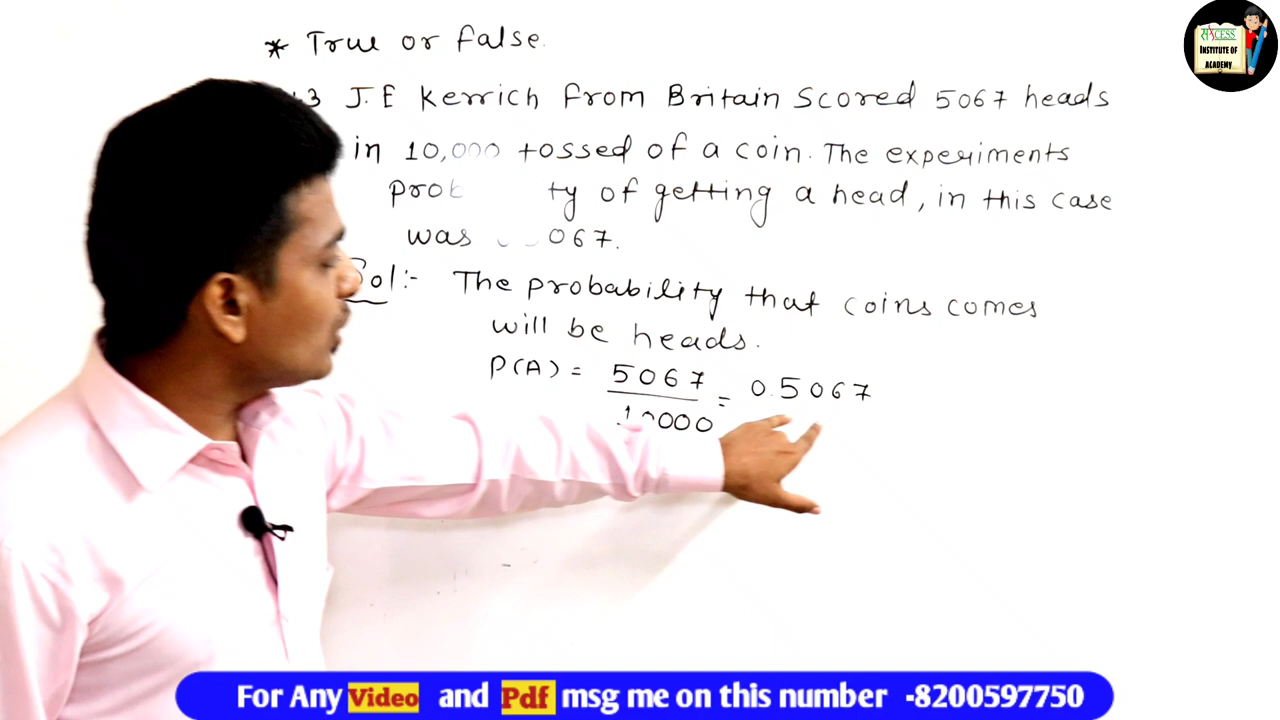 * True or false.
J.E Kerrich from Britain Scored 5067 heads
in 10,000 tossed of a coin. The experiments
of getting a head, in this case
was
Sol:- The probability that coins comes
will be heads.
P(A) = 5067 / 10000 = 0.5067
INSTITUTE OF
ACADEMY
For Any Video and Pdf msg me on this number -8200597750